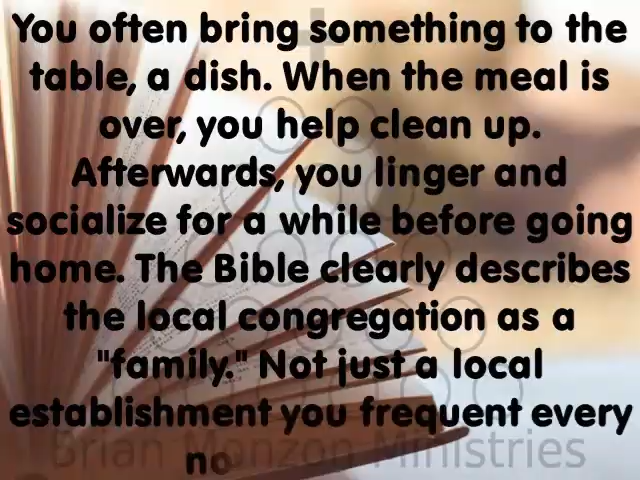 You often bring something to the
table, a dish. When the meal is
over, you help clean up.
Afterwards, you linger and
socialize for a while before going
home. The Bible clearly describes
the local congregation as a
"family." Not just a local
establishment you frequent every
no
Brian Monzon Ministries